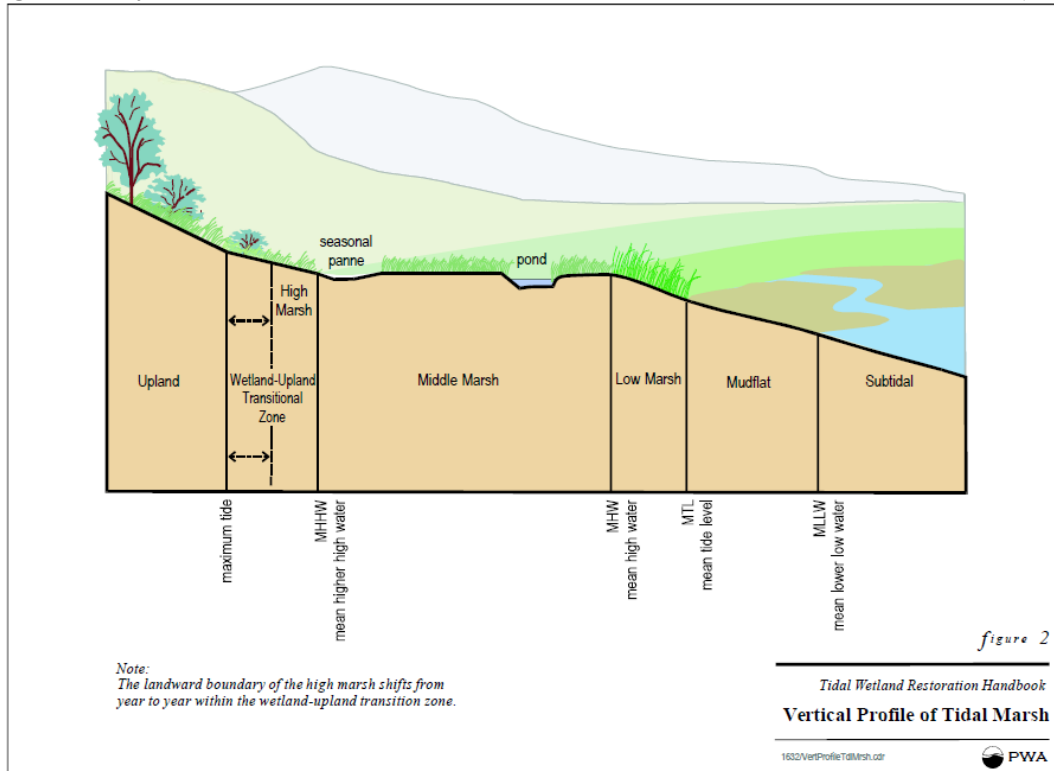 seasonal
panne
pond
High
Marsh
Upland
Wetland-Upland
Transitional
Zone
Middle Marsh
Low Marsh
Mudflat
Subtidal
maximum tide
MHHW
mean higher high water
MHW
mean high water
MTL
mean tide level
MLLW
mean lower low water
figure 2
Note:
The landward boundary of the high marsh shifts from
year to year within the wetland-upland transition zone.
Tidal Wetland Restoration Handbook
Vertical Profile of Tidal Marsh
1632/VertProfileTdlMrsh.cdr
PWA